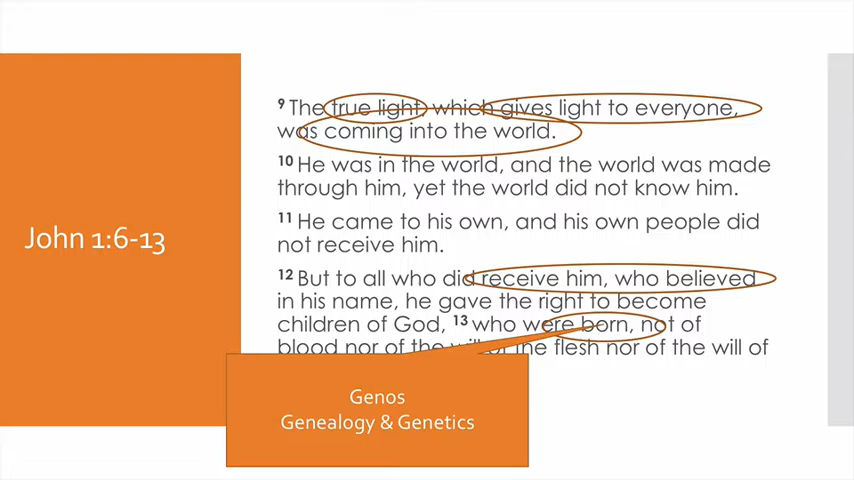 John 1:6-13
⁹ The true light, which gives light to everyone,
was coming into the world.
¹⁰ He was in the world, and the world was made
through him, yet the world did not know him.
¹¹ He came to his own, and his own people did
not receive him.
¹² But to all who did receive him, who believed
in his name, he gave the right to become
children of God, ¹³ who were born, not of
blood nor of the will of the flesh nor of the will of
Genos
Genealogy & Genetics